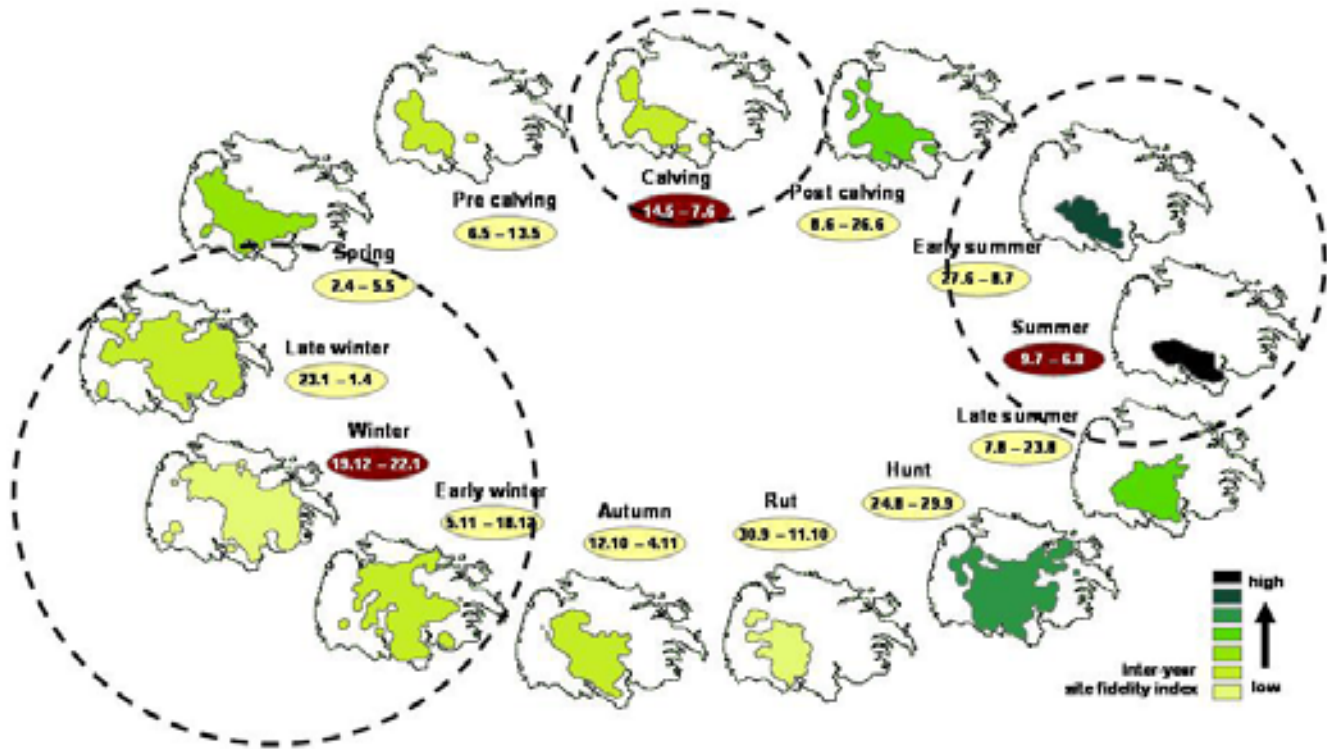 Calving
14.5 – 7.6
Pre calving
6.5 – 13.5
Post calving
8.6 – 26.6
Spring
2.4 – 5.5
Early summer
27.6 – 8.7
Late winter
23.1 – 1.4
Summer
9.7 – 6.8
Winter
19.12 – 22.1
Late summer
7.8 – 23.8
Early winter
5.11 – 18.12
Hunt
24.8 – 29.9
Autumn
12.10 – 4.11
Rut
30.9 – 11.10
high
Inter-year
site fidelity index
low